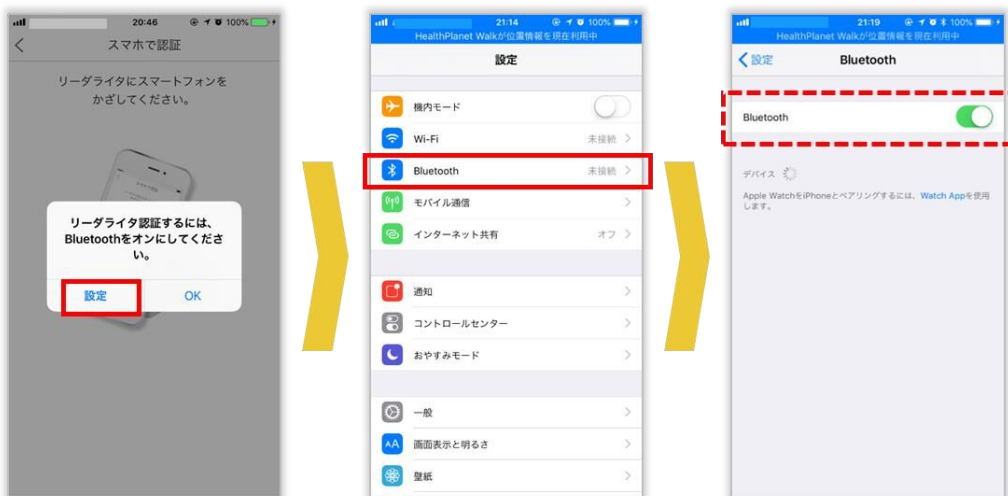 20:46
100%
スマホで認証
リーダライタにスマートフォンを
かざしてください。
リーダライタ認証するには、
Bluetoothをオンにしてくださ
い。
設定
OK
21:14
100%
HealthPlanet Walkが位置情報を現在利用中
設定
機内モード
Wi-Fi
未接続
Bluetooth
未接続
モバイル通信
インターネット共有
オフ
通知
コントロールセンター
おやすみモード
一般
画面表示と明るさ
壁紙
21:19
100%
HealthPlanet Walkが位置情報を現在利用中
設定
Bluetooth
Bluetooth
デバイス
Apple WatchをiPhoneとペアリングするには、Watch Appを使用
します。